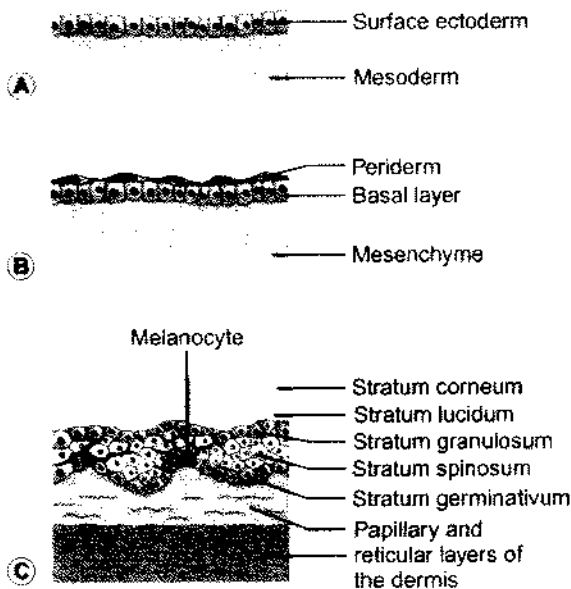 Surface ectoderm
A
Mesoderm
Periderm
Basal layer
B
Mesenchyme
Melanocyte
Stratum corneum
Stratum lucidum
Stratum granulosum
Stratum spinosum
Stratum germinativum
Papillary and
reticular layers of
C
the dermis